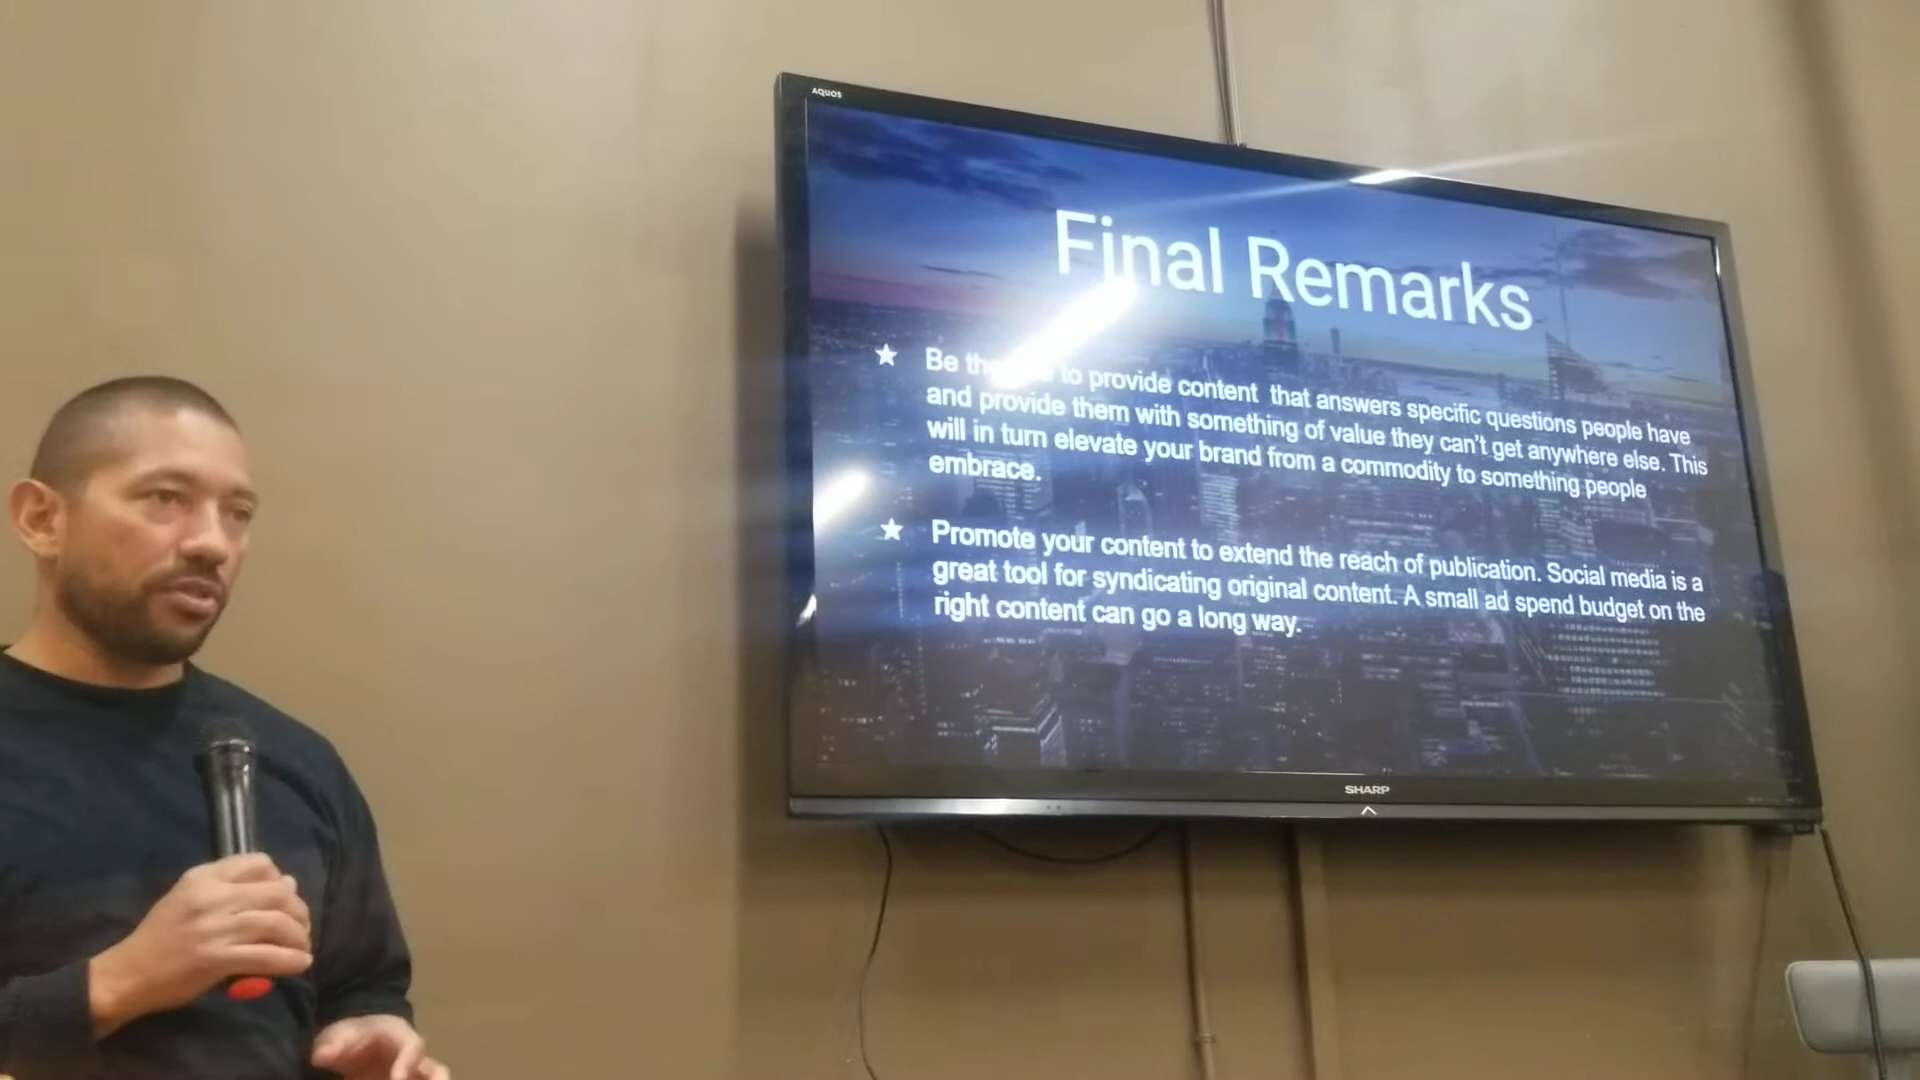 AQUOS
Final Remarks
Be to provide content that answers specific questions people have
and provide them with something of value they can't get anywhere else. This
will in turn elevate your brand from a commodity to something people
embrace.
Promote your content to extend the reach of publication. Social media is a
great tool for syndicating original content. A small ad spend budget on the
right content can go a long way.
SHARP